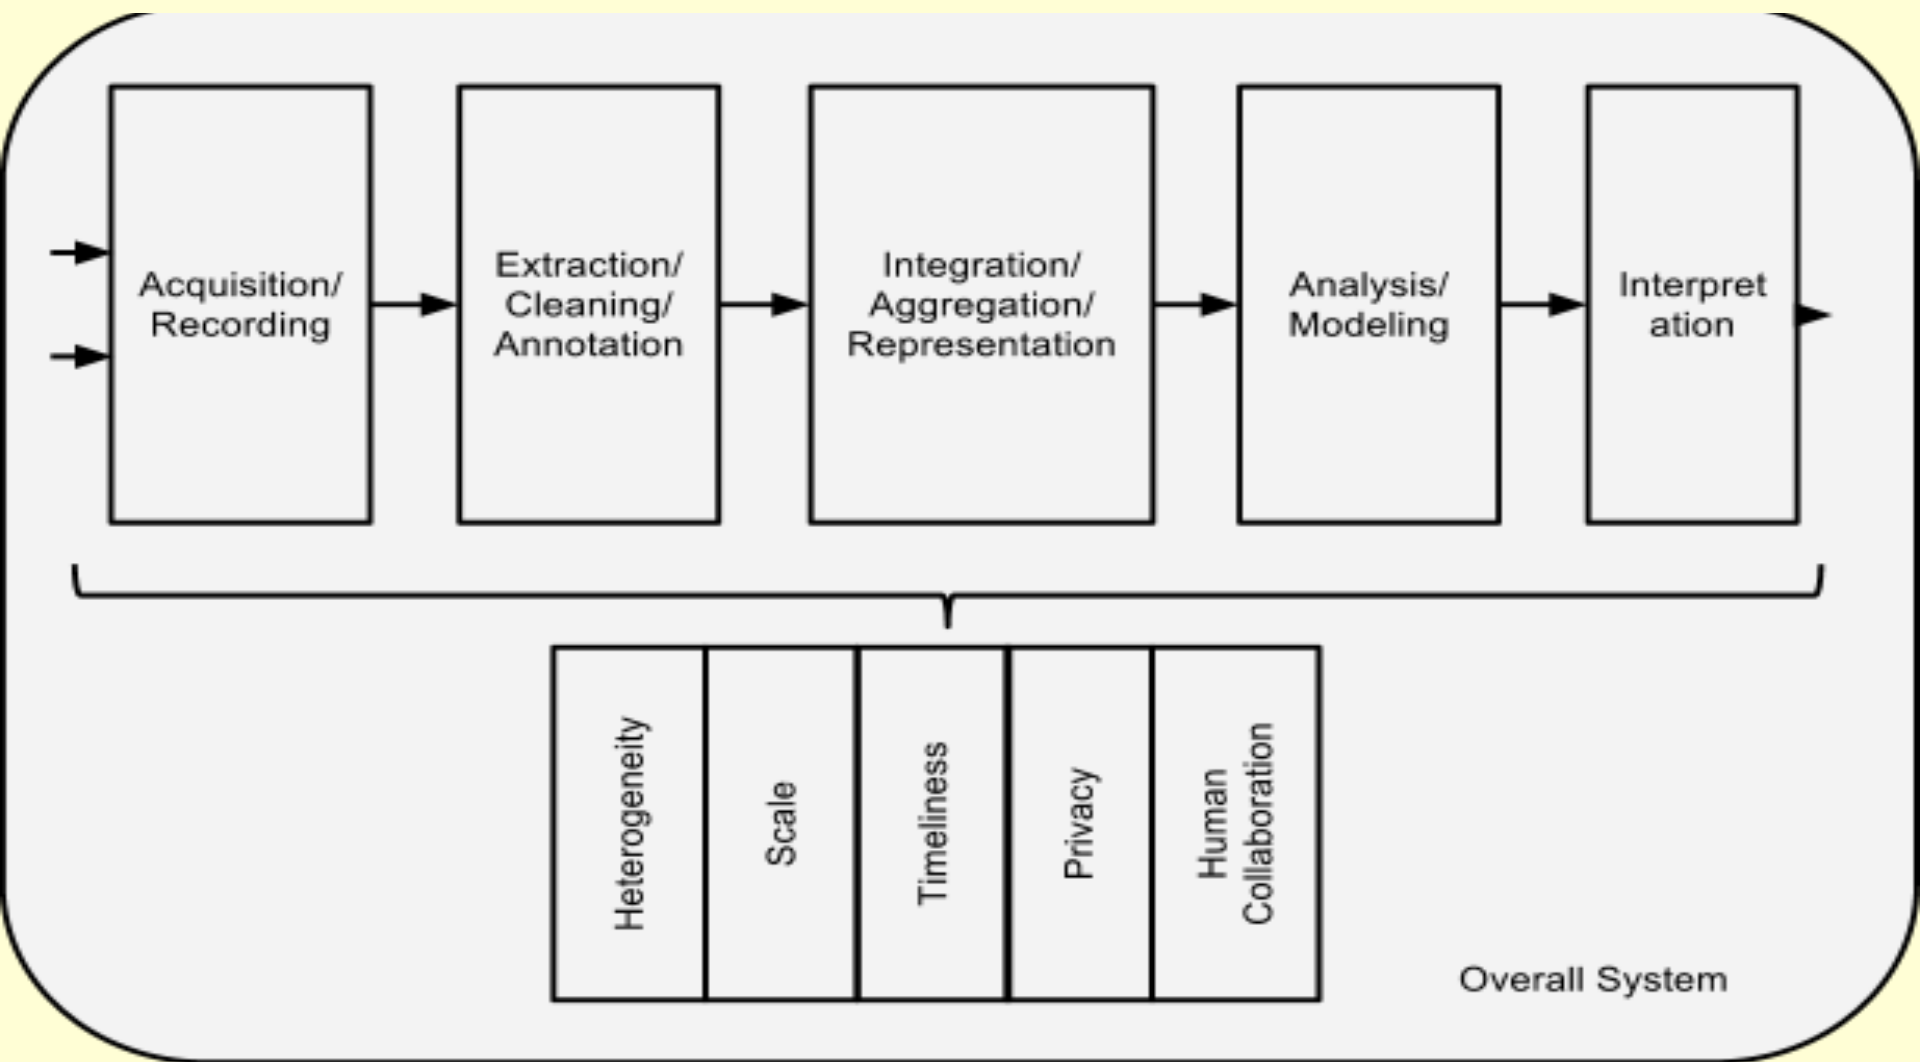 Acquisition/
Recording
Extraction/
Cleaning/
Annotation
Integration/
Aggregation/
Representation
Analysis/
Modeling
Interpret
ation
Heterogeneity
Scale
Timeliness
Privacy
Human
Collaboration
Overall System